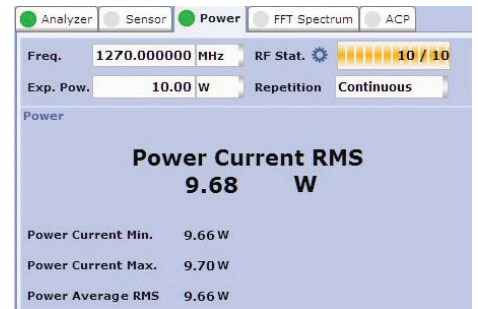 Analyzer Sensor Power FFT Spectrum ACP
Freq. 1270.000000 MHz RF Stat. 10 / 10
Exp. Pow. 10.00 W Repetition Continuous
Power
Power Current RMS
9.68 W
Power Current Min. 9.66 W
Power Current Max. 9.70 W
Power Average RMS 9.66 W